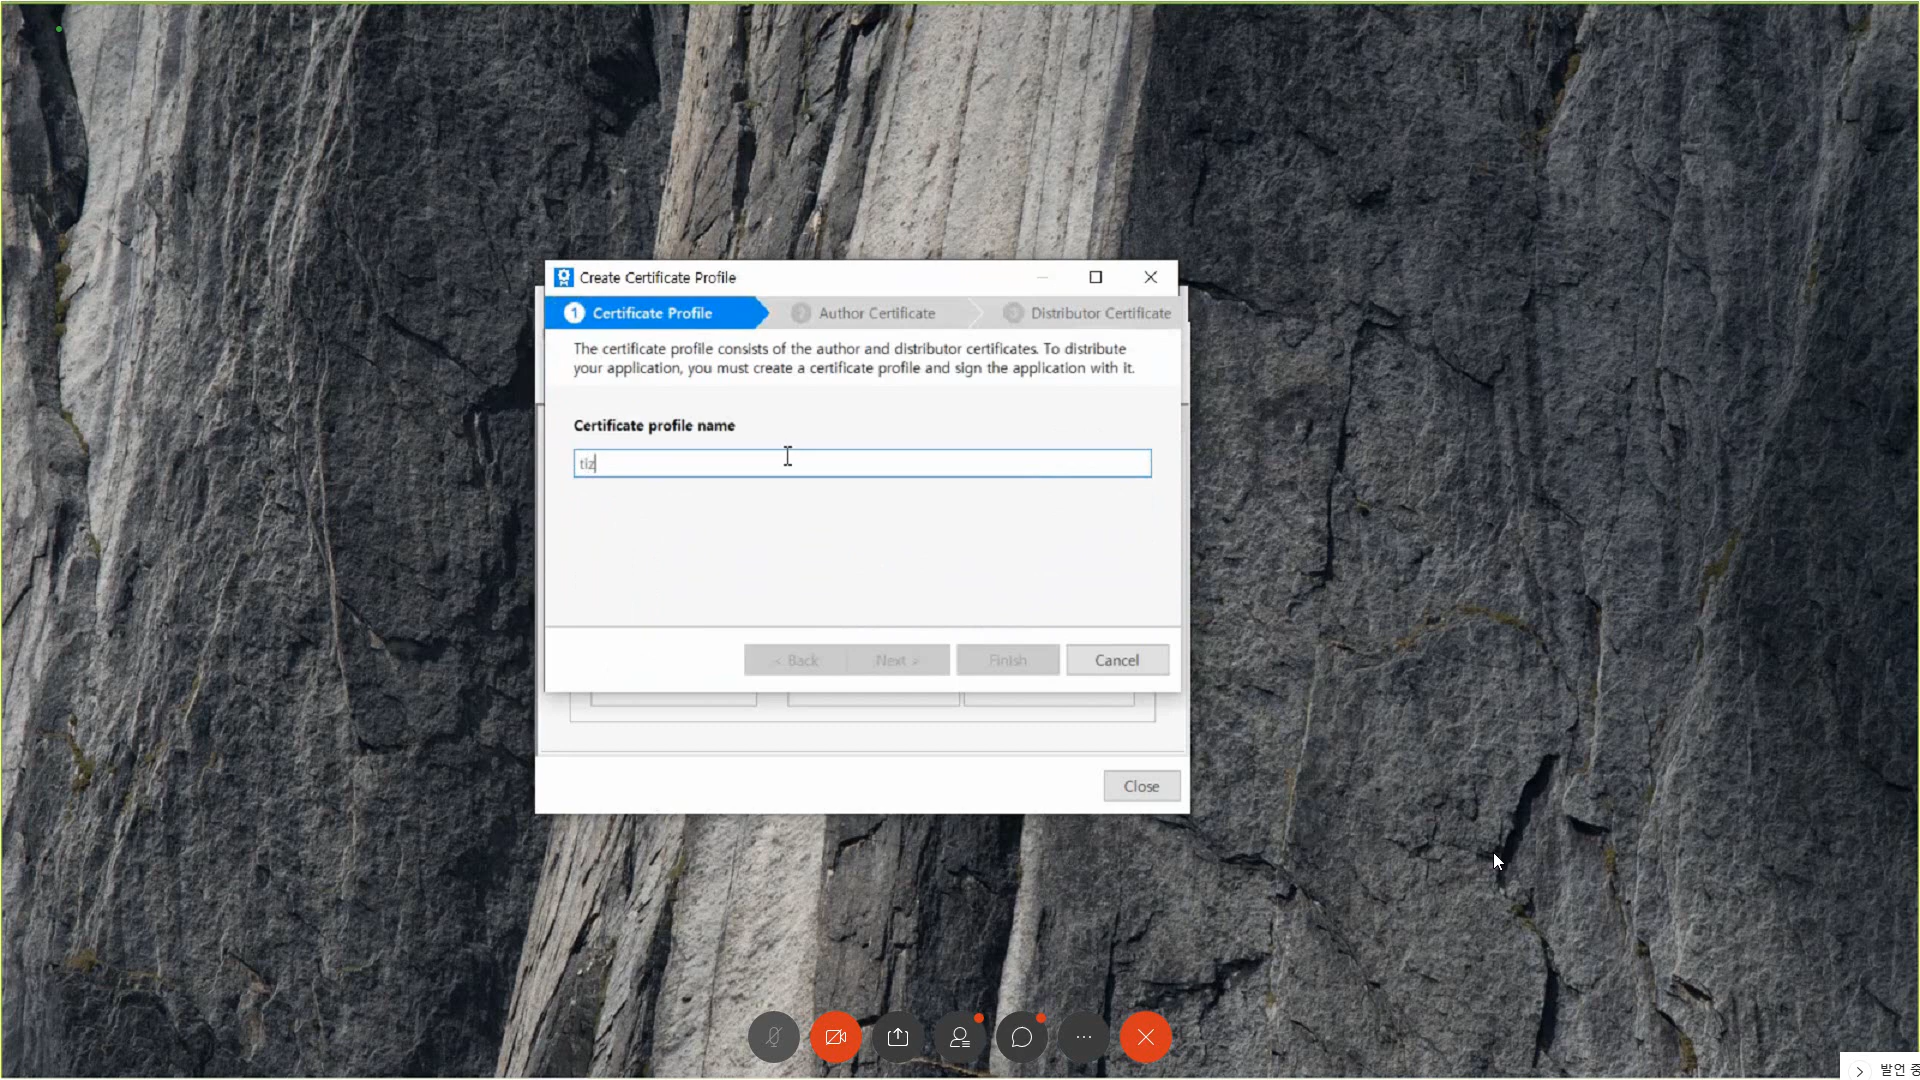 Create Certificate Profile
1 Certificate Profile
2 Author Certificate
3 Distributor Certificate
The certificate profile consists of the author and distributor certificates. To distribute
your application, you must create a certificate profile and sign the application with it.
Certificate profile name
tiz
< Back
Next >
Finish
Cancel
Close
발언 중